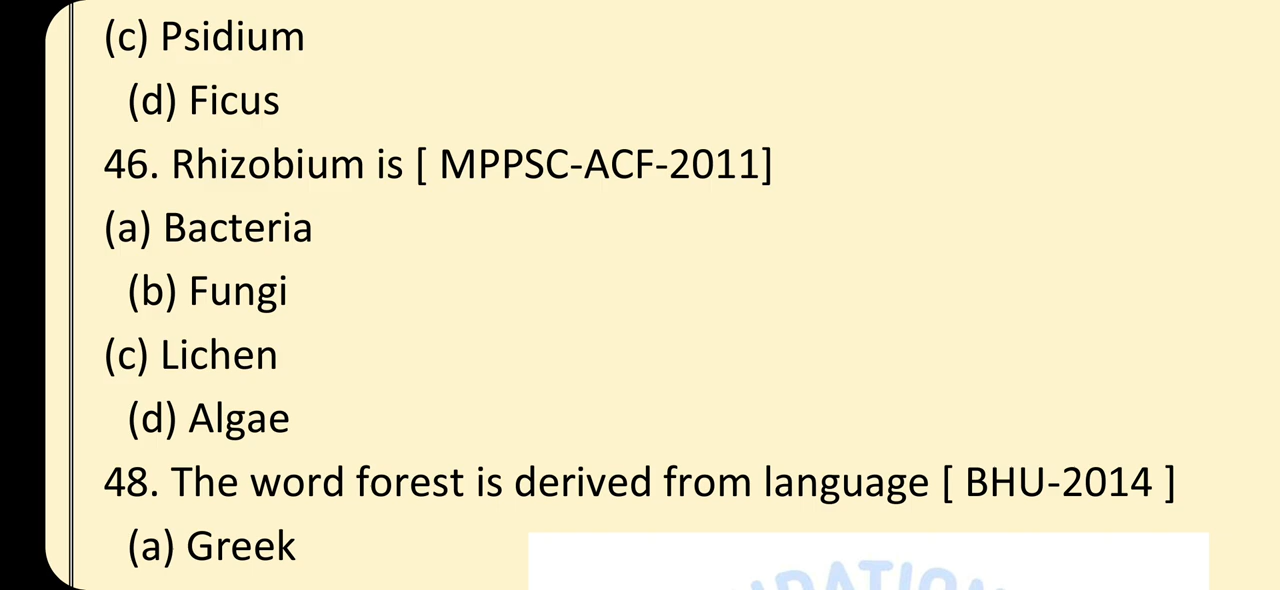 (c) Psidium
(d) Ficus
46. Rhizobium is [ MPPSC-ACF-2011]
(a) Bacteria
(b) Fungi
(c) Lichen
(d) Algae
48. The word forest is derived from language [ BHU-2014 ]
(a) Greek